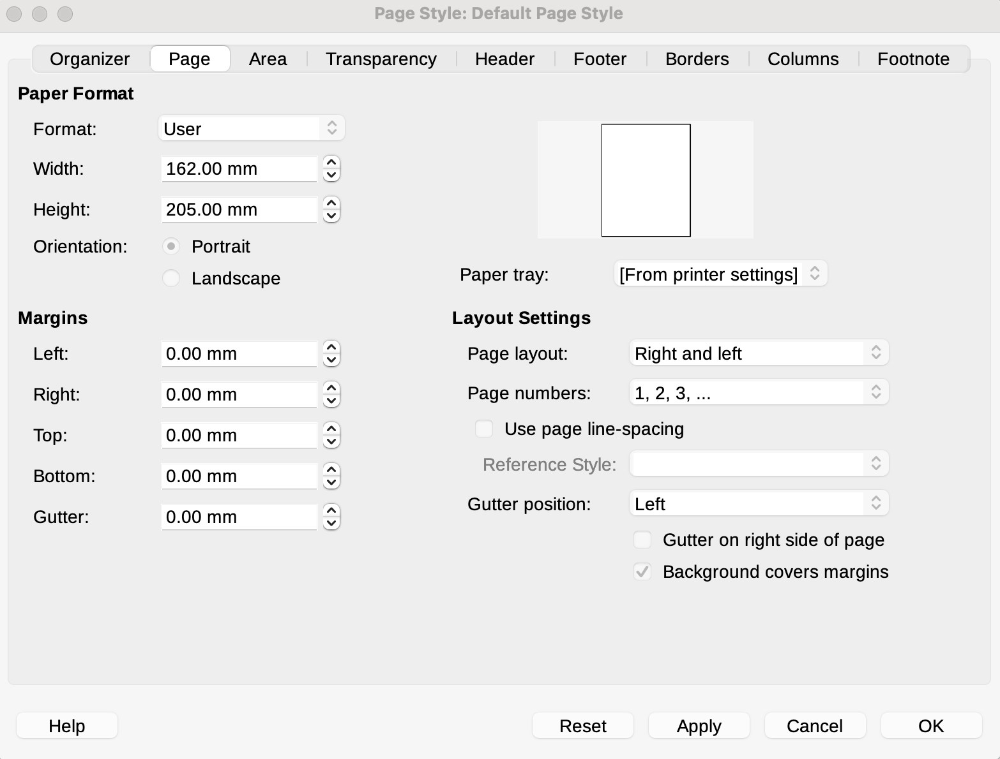 Page Style: Default Page Style
Organizer Page Area Transparency Header Footer Borders Columns Footnote
Paper Format
Format: User
Width: 162.00 mm
Height: 205.00 mm
Orientation: Portrait
Landscape
Paper tray: [From printer settings]
Margins
Left: 0.00 mm
Right: 0.00 mm
Top: 0.00 mm
Bottom: 0.00 mm
Gutter: 0.00 mm
Layout Settings
Page layout: Right and left
Page numbers: 1, 2, 3, ...
Use page line-spacing
Reference Style:
Gutter position: Left
Gutter on right side of page
Background covers margins
Help Reset Apply Cancel OK